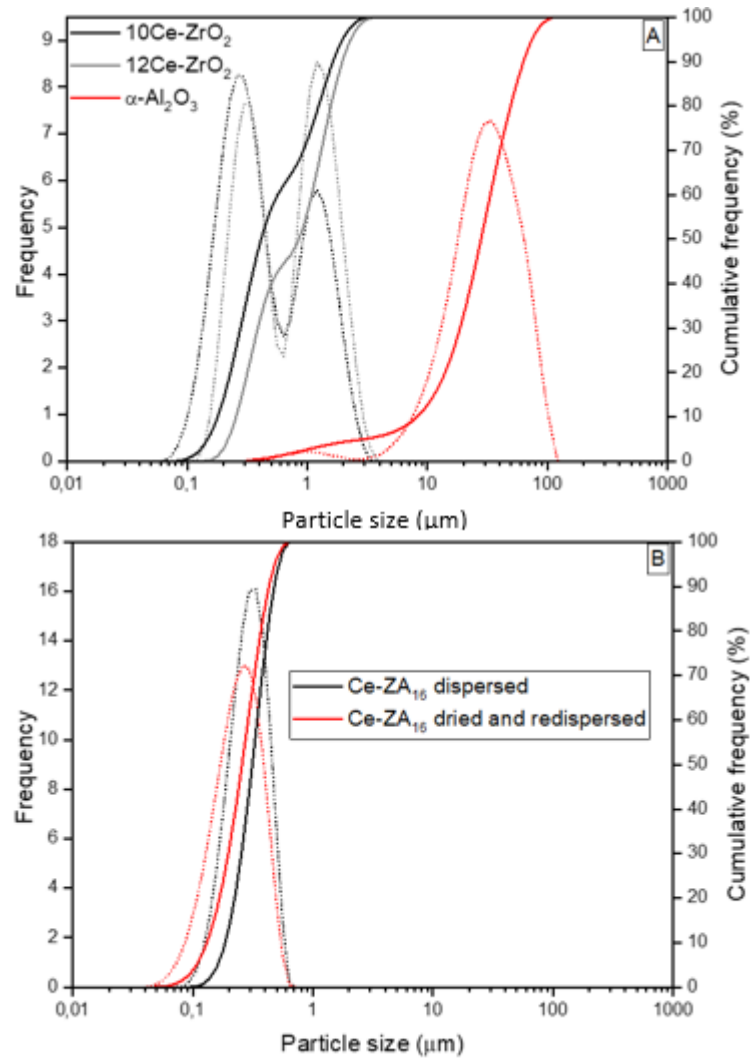 A
10Ce-ZrO₂
12Ce-ZrO₂
α-Al₂O₃
Frequency
9
8
7
6
5
4
3
2
1
0
Cumulative frequency (%)
100
90
80
70
60
50
40
30
20
10
0
0,01 0,1 1 10 100 1000
Particle size (μm)
B
Ce-ZA₁₆ dispersed
Ce-ZA₁₆ dried and redispersed
Frequency
18
16
14
12
10
8
6
4
2
0
Cumulative frequency (%)
100
90
80
70
60
50
40
30
20
10
0
0,01 0,1 1 10 100 1000
Particle size (μm)